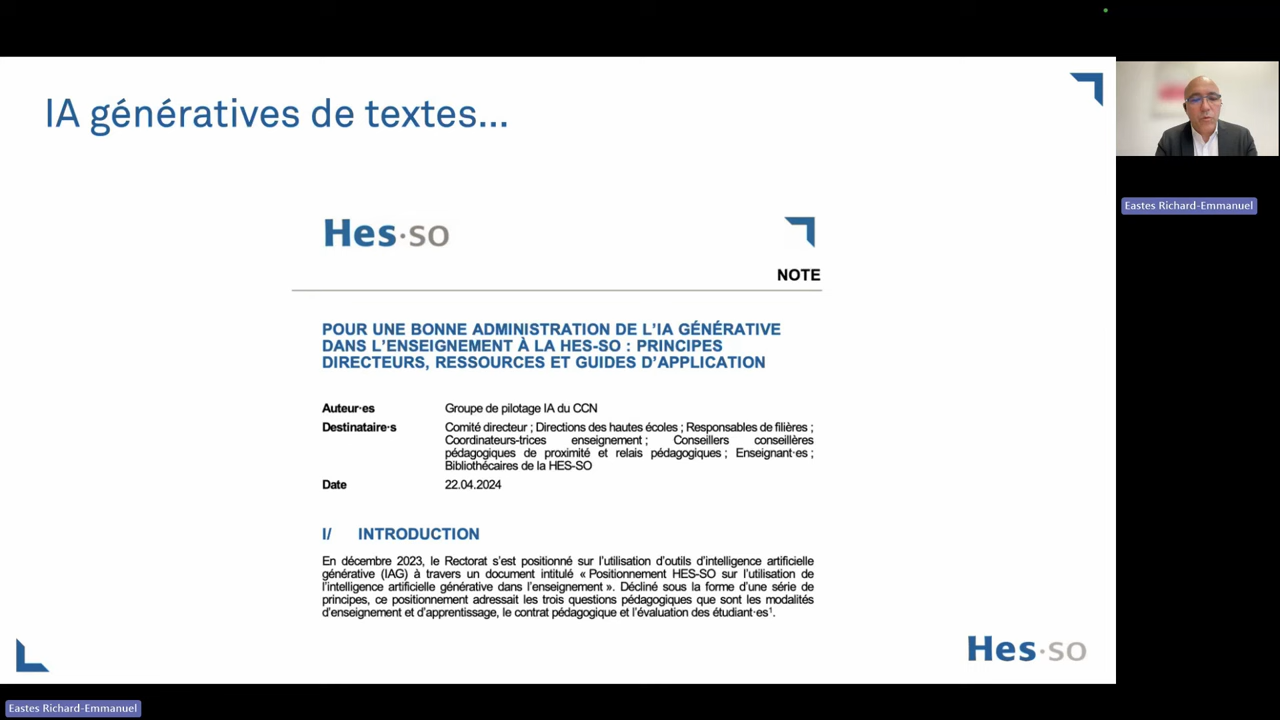 IA génératives de textes...
Hes·so
NOTE
POUR UNE BONNE ADMINISTRATION DE L'IA GÉNÉRATIVE
DANS L'ENSEIGNEMENT À LA HES-SO : PRINCIPES
DIRECTEURS, RESSOURCES ET GUIDES D'APPLICATION
Auteur·es Groupe de pilotage IA du CCN
Destinataire·s Comité directeur ; Directions des hautes écoles ; Responsables de filières ;
Coordinateurs-trices enseignement ; Conseillers conseillères
pédagogiques de proximité et relais pédagogiques ; Enseignant·es ;
Bibliothécaires de la HES-SO
Date 22.04.2024
I/ INTRODUCTION
En décembre 2023, le Rectorat s'est positionné sur l'utilisation d'outils d'intelligence artificielle
générative (IAG) à travers un document intitulé « Positionnement HES-SO sur l'utilisation de
l'intelligence artificielle générative dans l'enseignement ». Décliné sous la forme d'une série de
principes, ce positionnement adressait les trois questions pédagogiques que sont les modalités
d'enseignement et d'apprentissage, le contrat pédagogique et l'évaluation des étudiant·es¹.
Hes·so
Eastes Richard-Emmanuel
Eastes Richard-Emmanuel